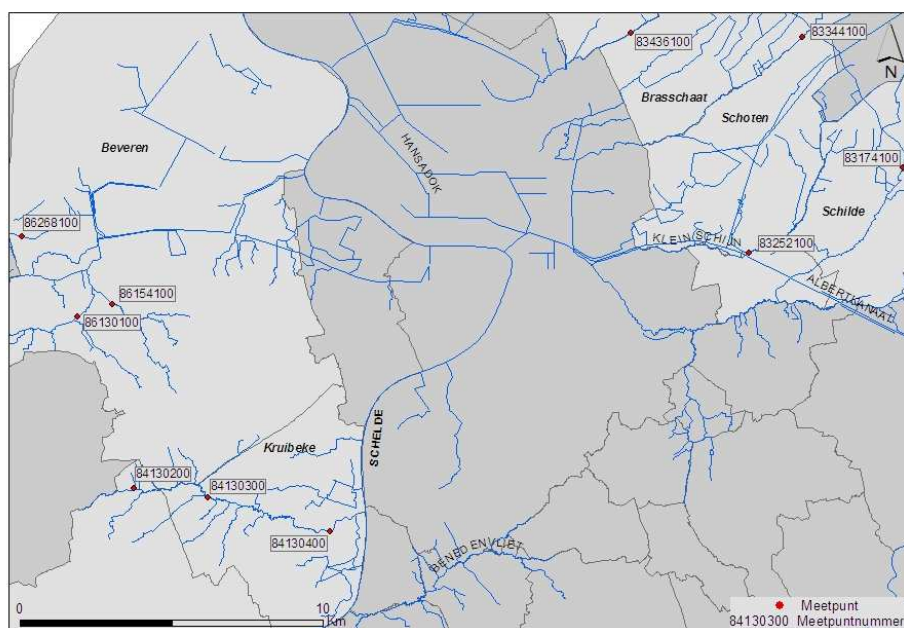 83436100
83344100
N
Brasschaat
Schoten
Beveren
HANSADOK
83174100
Schilde
86268100
KLEIN SCHIJN
83252100
ALBERTKANAAL
86154100
86130100
SCHELDE
Kruibeke
84130200
84130300
84130400
BENEDENVLIET
0 10
Km
Meetpunt
84130300 Meetpuntnummer